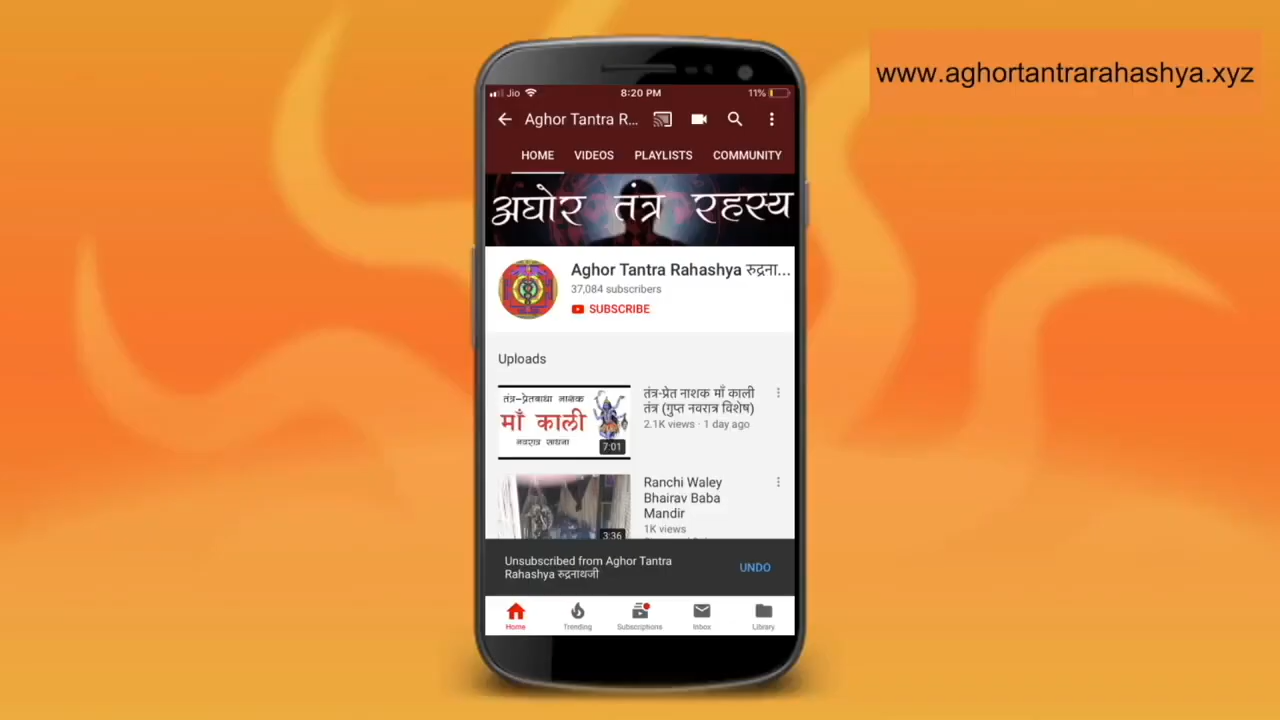 www.aghortantrarahashya.xyz
Jio 8:20 PM 11%
Aghor Tantra R...
HOME VIDEOS PLAYLISTS COMMUNITY
अघोर तंत्र रहस्य
Aghor Tantra Rahashya रुद्रना...
37,084 subscribers
SUBSCRIBE
Uploads
तंत्र-प्रेतबाधा नाशक
माँ काली
नवरात्र साधना
7:01
तंत्र-प्रेत नाशक माँ काली
तंत्र (गुप्त नवरात्र विशेष)
2.1K views · 1 day ago
3:36
Ranchi Waley
Bhairav Baba
Mandir
1K views
Unsubscribed from Aghor Tantra
Rahashya रुद्रनाथजी
UNDO
Home Trending Subscriptions Inbox Library